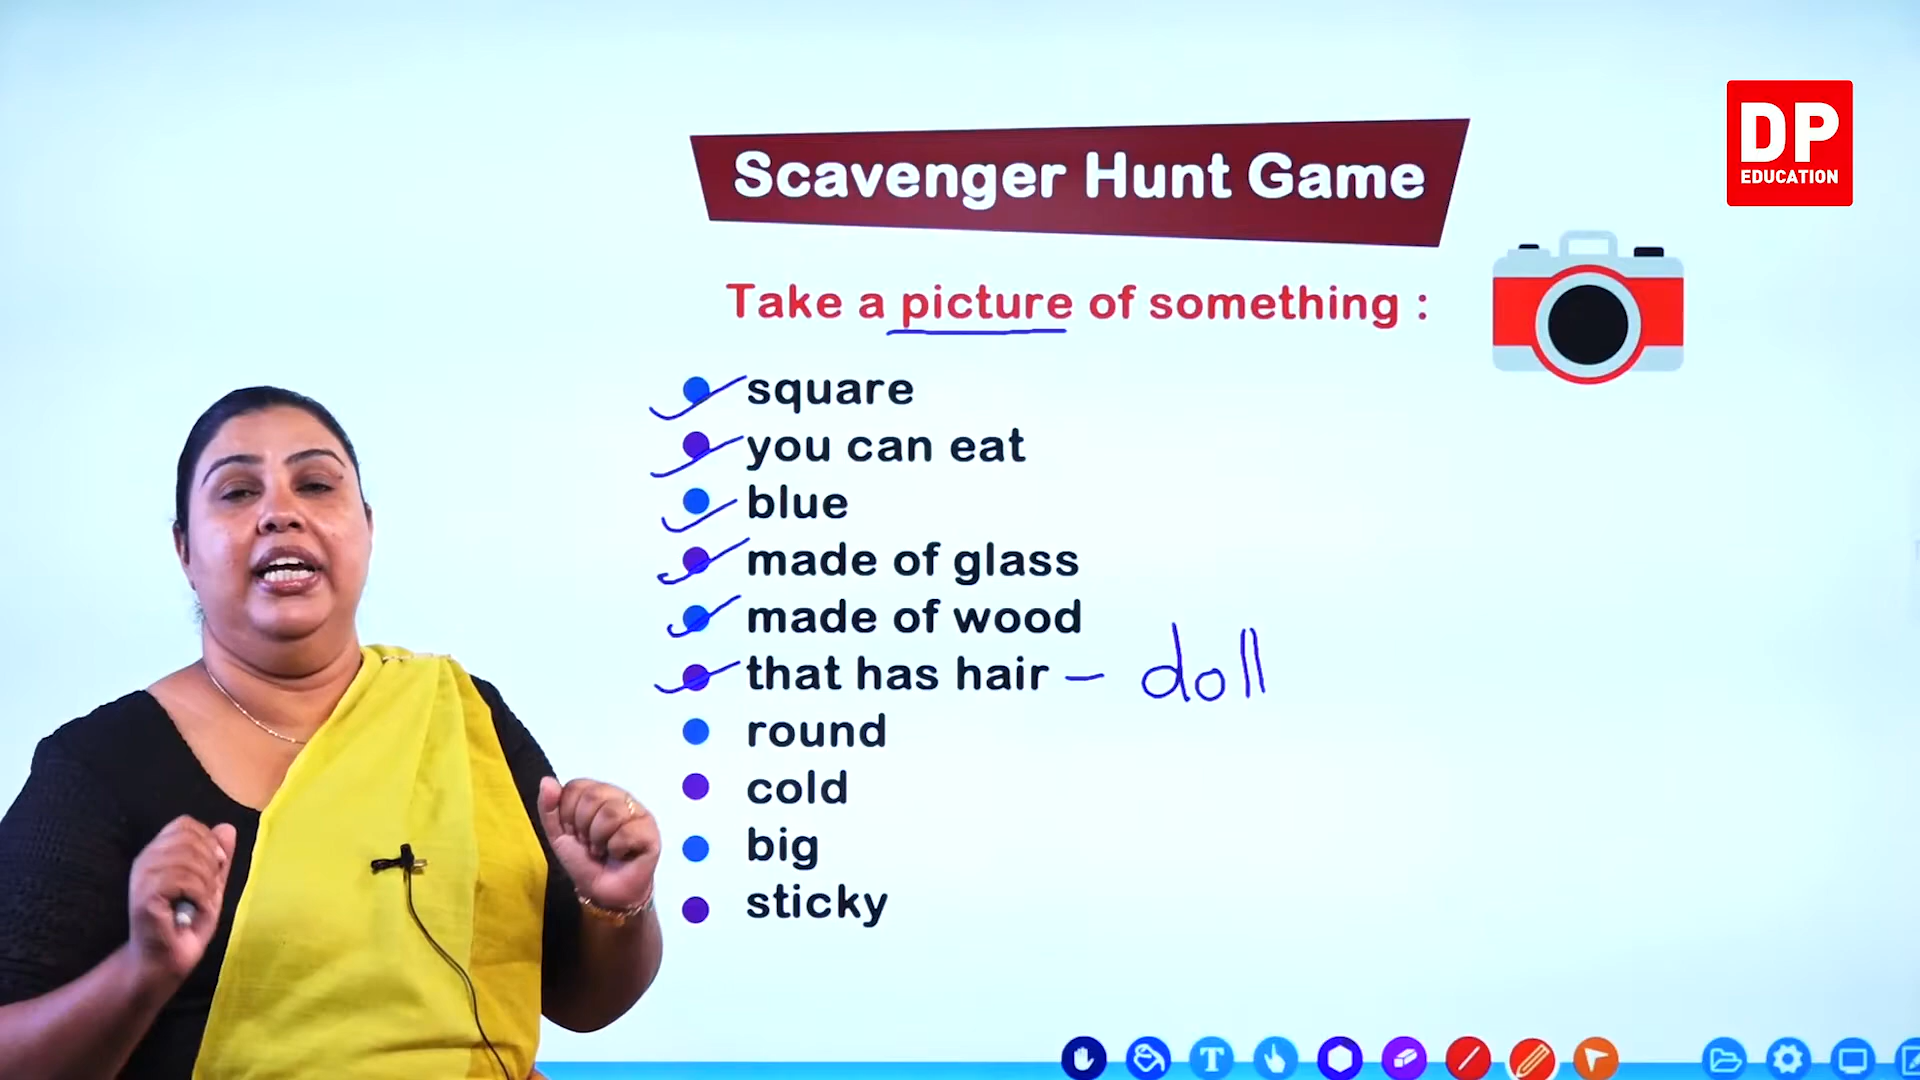 DP
EDUCATION
Scavenger Hunt Game
Take a picture of something :
square
you can eat
blue
made of glass
made of wood
that has hair – doll
round
cold
big
sticky
T